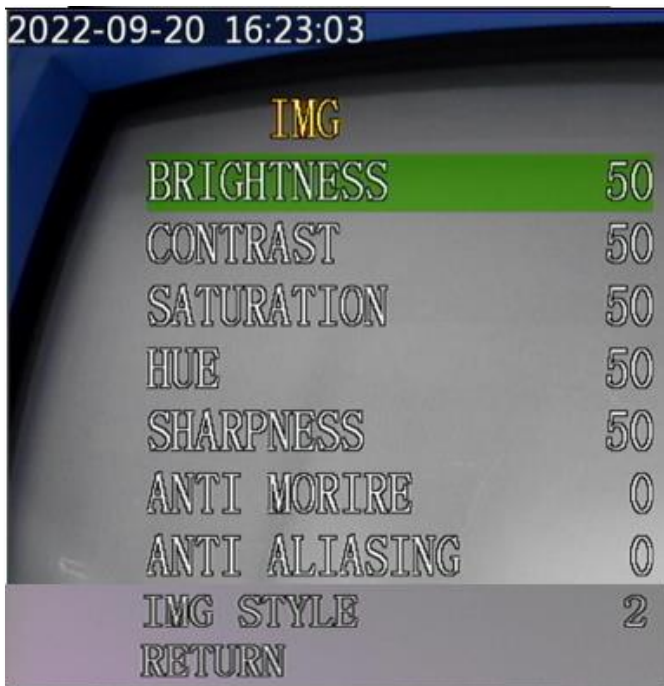 2022-09-20 16:23:03
IMG
BRIGHTNESS 50
CONTRAST 50
SATURATION 50
HUE 50
SHARPNESS 50
ANTI MORIRE 0
ANTI ALIASING 0
IMG STYLE 2
RETURN